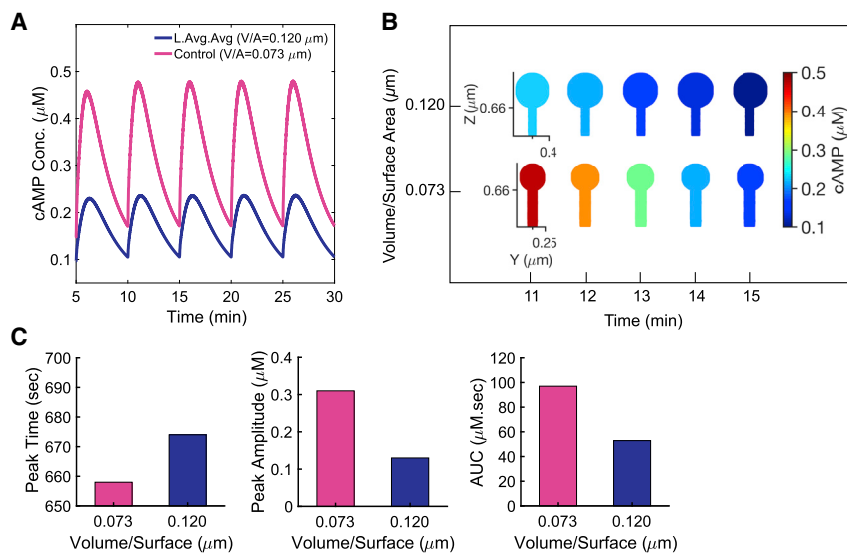 A
L.Avg.Avg (V/A=0.120 μm)
Control (V/A=0.073 μm)
cAMP Conc. (μM)
0.5
0.4
0.3
0.2
0.1
5 10 15 20 25 30
Time (min)
B
Volume/Surface Area (μm)
0.120
0.073
Z (μm)
0.66
0.4
0.66
0.25
Y (μm)
11 12 13 14 15
Time (min)
0.5
0.4
0.3
0.2
0.1
cAMP (μM)
C
Peak Time (sec)
700
690
680
670
660
650
0.073 0.120
Volume/Surface (μm)
Peak Amplitude (μM)
0.4
0.3
0.2
0.1
0
0.073 0.120
Volume/Surface (μm)
AUC (μM.sec)
120
100
80
60
40
20
0
0.073 0.120
Volume/Surface (μm)